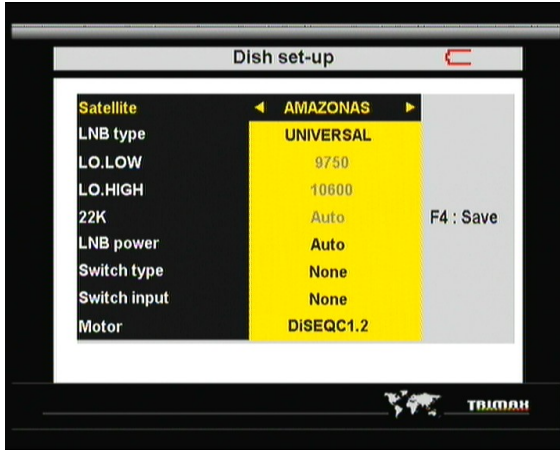 Dish set-up
Satellite AMAZONAS
LNB type UNIVERSAL
LO.LOW 9750
LO.HIGH 10600
22K Auto
F4 : Save
LNB power Auto
Switch type None
Switch input None
Motor DiSEQC1.2
TRIMAX